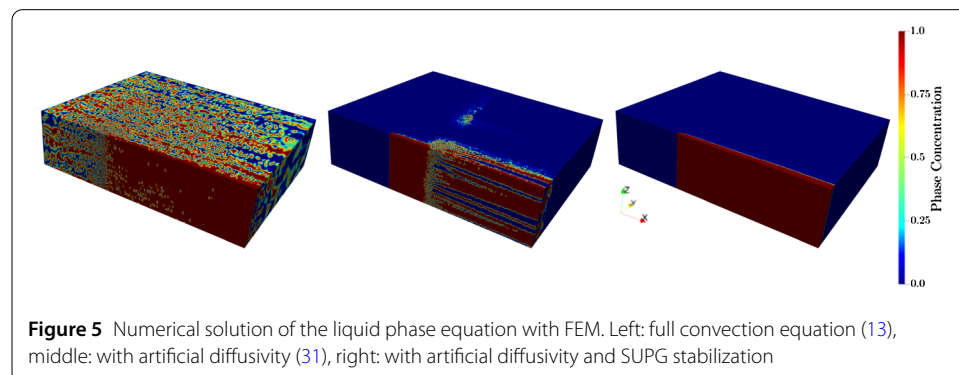 1.0
0.75
0.50
0.25
0.0
Phase Concentration
Z
Y
X
Figure 5 Numerical solution of the liquid phase equation with FEM. Left: full convection equation (13),
middle: with artificial diffusivity (31), right: with artificial diffusivity and SUPG stabilization